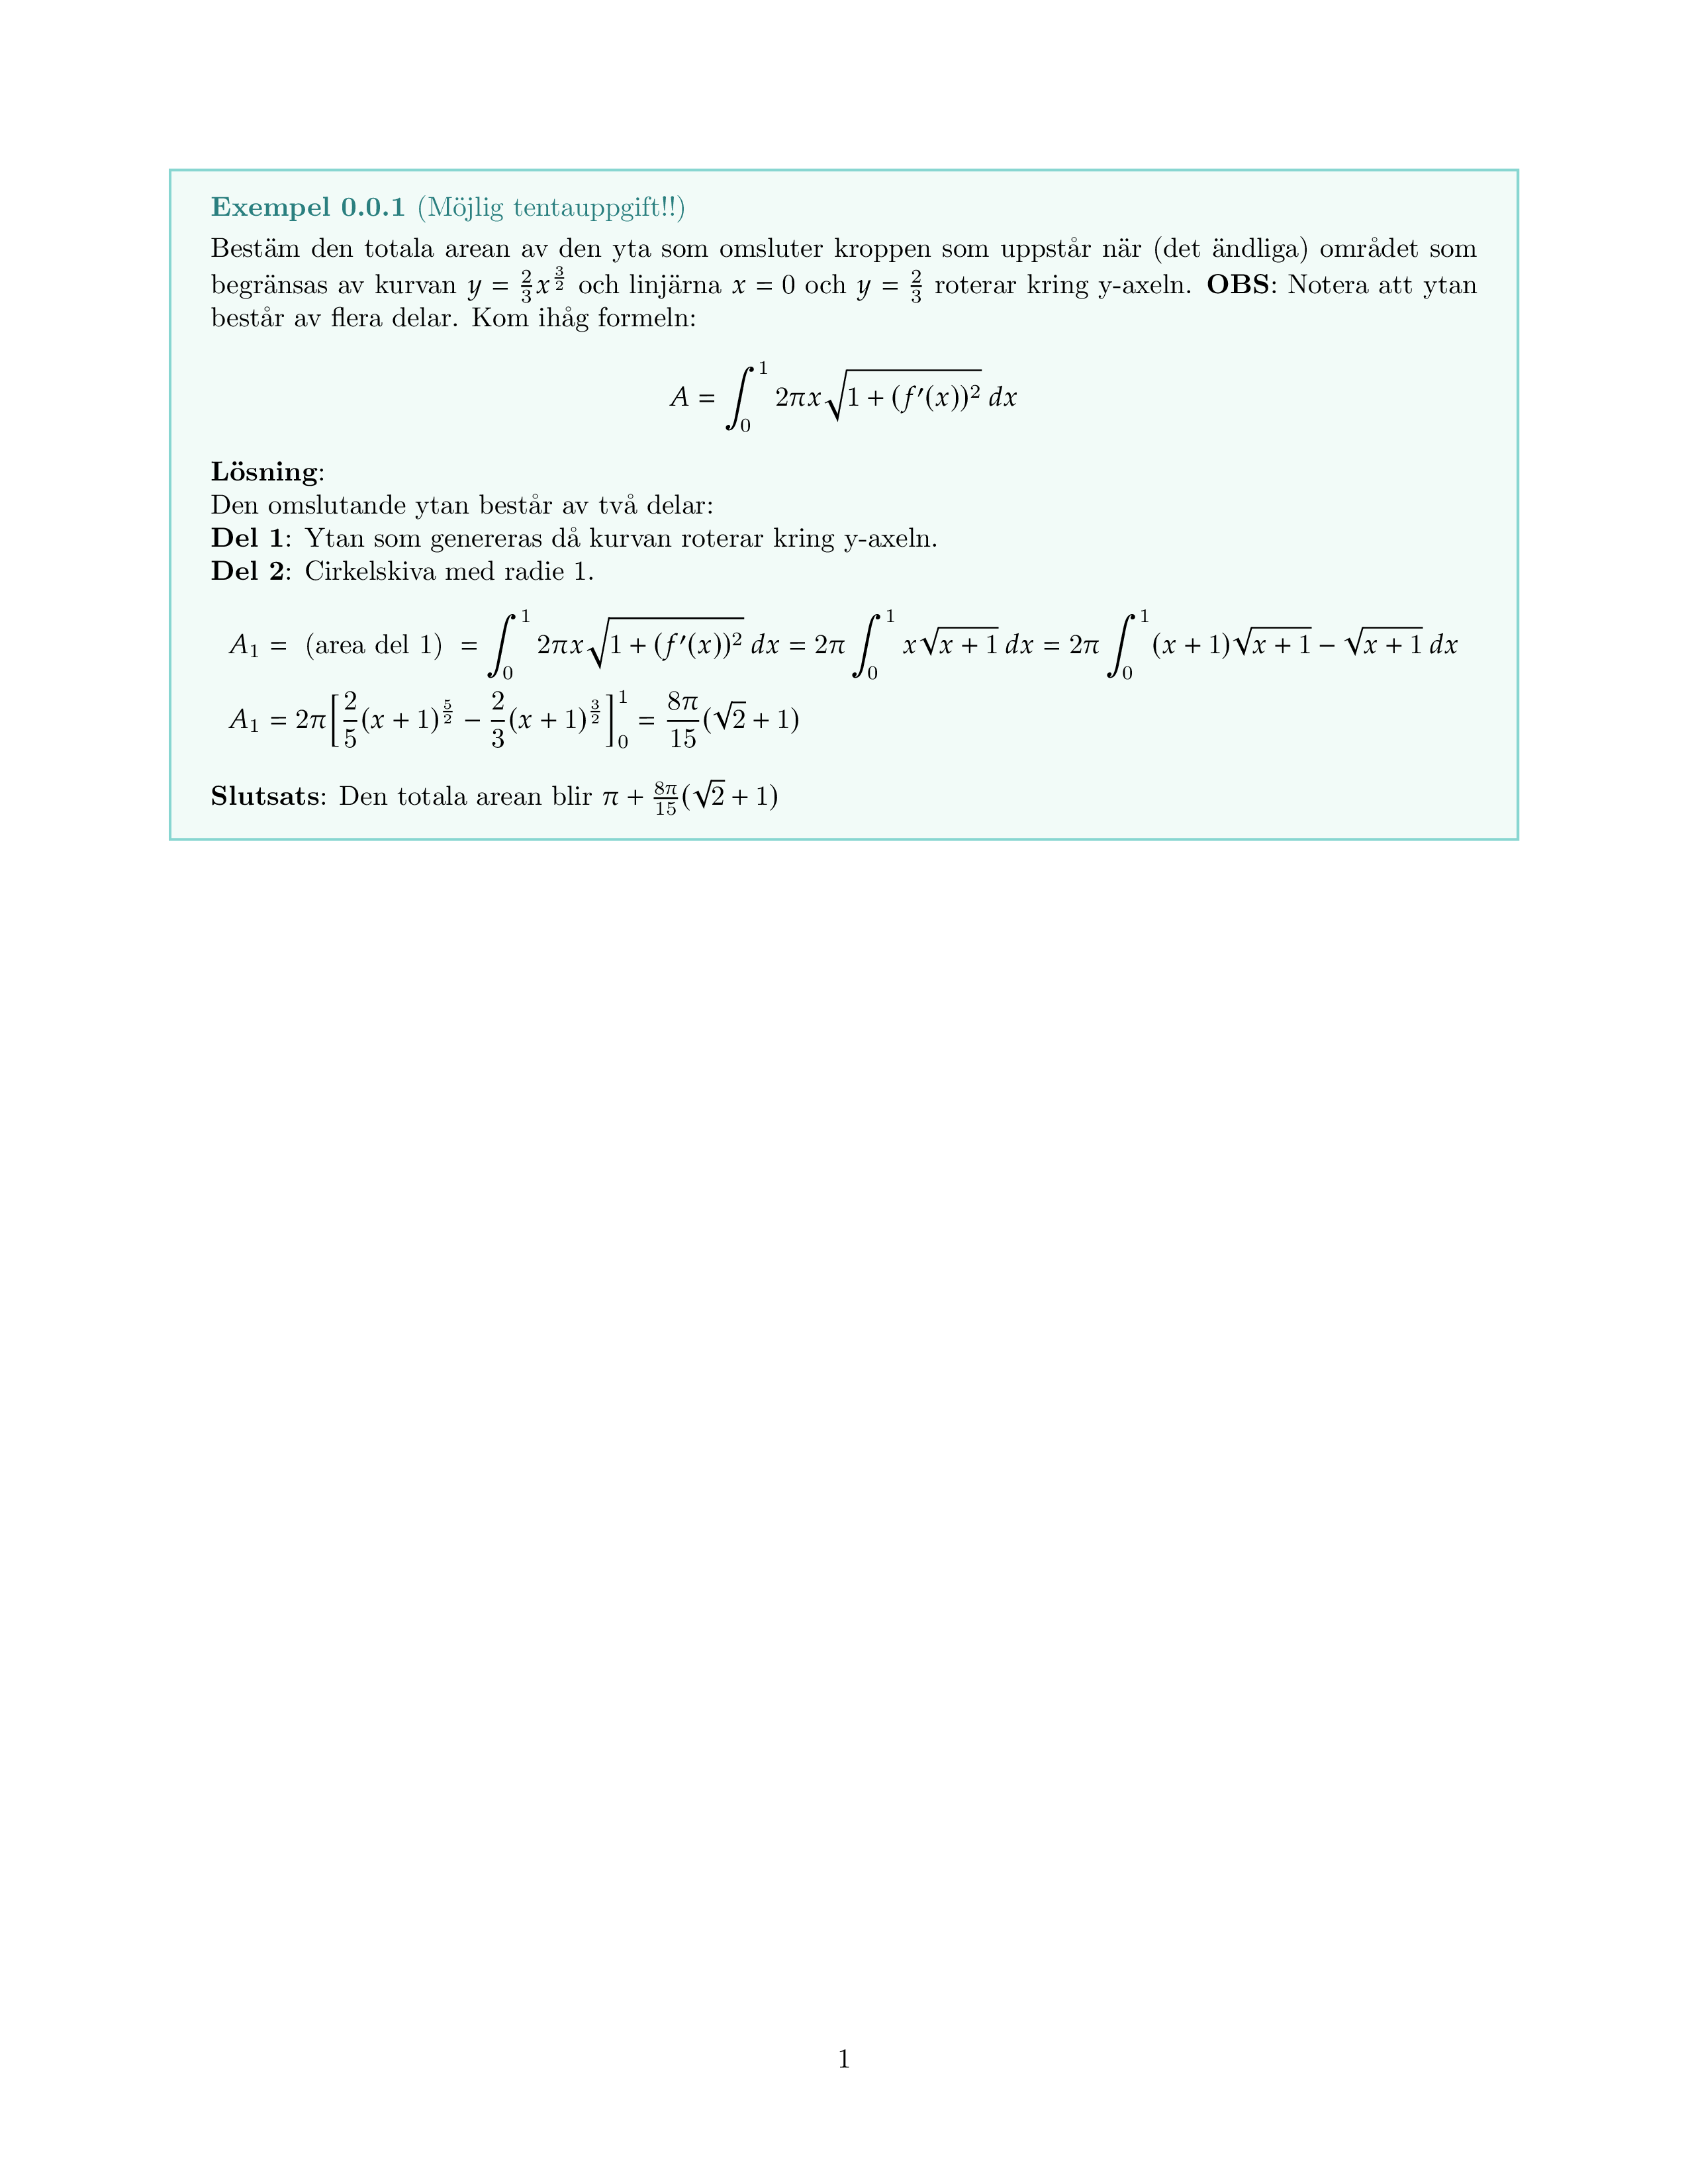 Exempel 0.0.1 (Möjlig tentauppgift!!)
Bestäm den totala arean av den yta som omsluter kroppen som uppstår när (det ändliga) området som
begränsas av kurvan $y = \frac{2}{3}x^{\frac{3}{2}}$ och linjärna $x = 0$ och $y = \frac{2}{3}$ roterar kring y-axeln. OBS: Notera att ytan
består av flera delar. Kom ihåg formeln:
$A = \int_0^1 2\pi x\sqrt{1 + (f'(x))^2}\, dx$
Lösning:
Den omslutande ytan består av två delar:
Del 1: Ytan som genereras då kurvan roterar kring y-axeln.
Del 2: Cirkelskiva med radie 1.
$A_1 = \text{ (area del 1) } = \int_0^1 2\pi x\sqrt{1 + (f'(x))^2}\, dx = 2\pi \int_0^1 x\sqrt{x + 1}\, dx = 2\pi \int_0^1 (x + 1)\sqrt{x + 1} - \sqrt{x + 1}\, dx$
$A_1 = 2\pi \left[\frac{2}{5}(x + 1)^{\frac{5}{2}} - \frac{2}{3}(x + 1)^{\frac{3}{2}}\right]_0^1 = \frac{8\pi}{15}(\sqrt{2} + 1)$
Slutsats: Den totala arean blir $\pi + \frac{8\pi}{15}(\sqrt{2} + 1)$
1